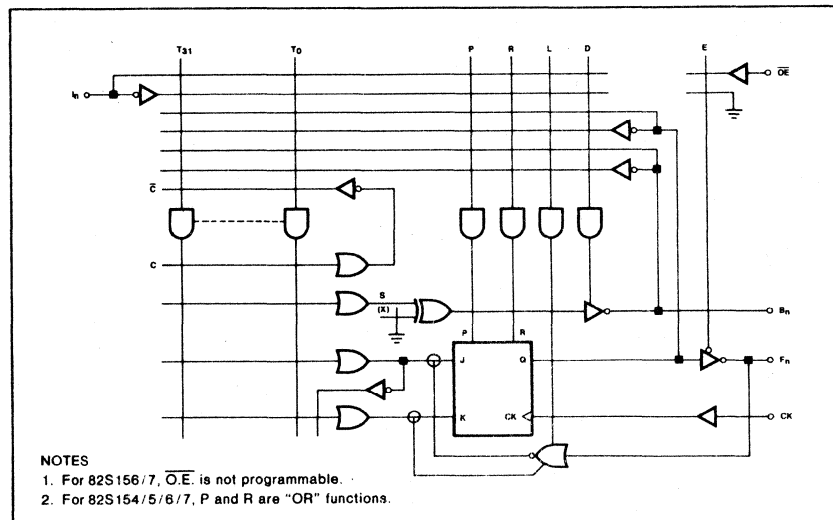 T31 T0 P R L D E
OE
In
C
C
S
(X)
Bn
P R
J Q
Fn
K CK
CK
NOTES
1. For 82S156/7, O.E. is not programmable.
2. For 82S154/5/6/7, P and R are "OR" functions.